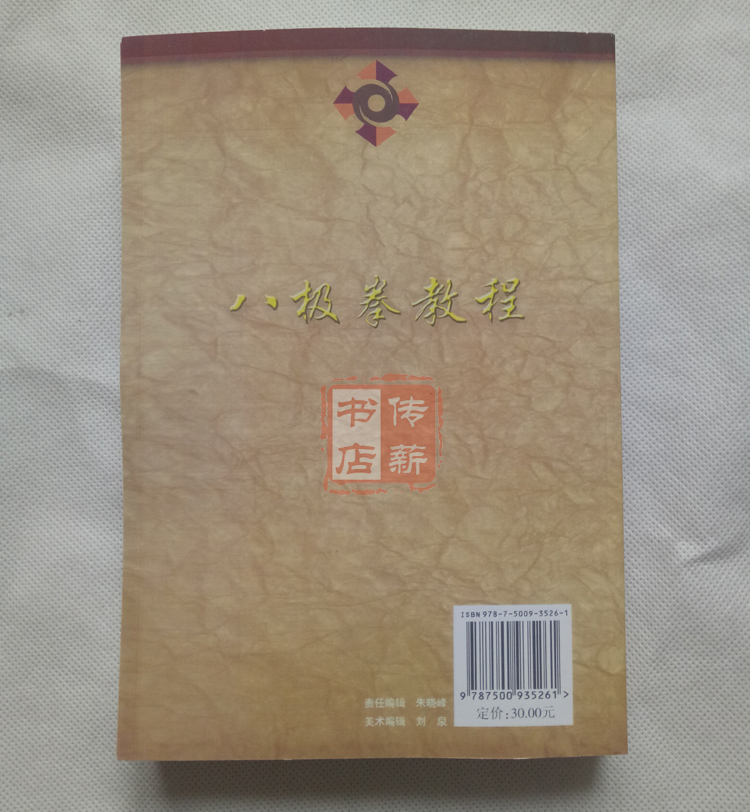 八极拳教程
传薪
书店
ISBN 978-7-5009-3526-1
9 787500 935261 >
定价:30.00元
责任编辑 朱晓峰
美术编辑 刘 泉